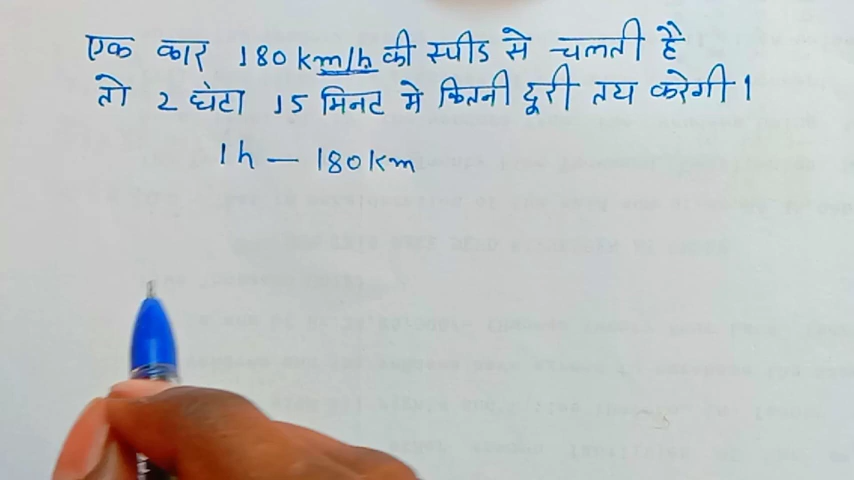 एक कार 180 km/h की स्पीड से चलती है
तो 2 घंटा 15 मिनट मे कितनी दूरी तय करेगी।
1h — 180km